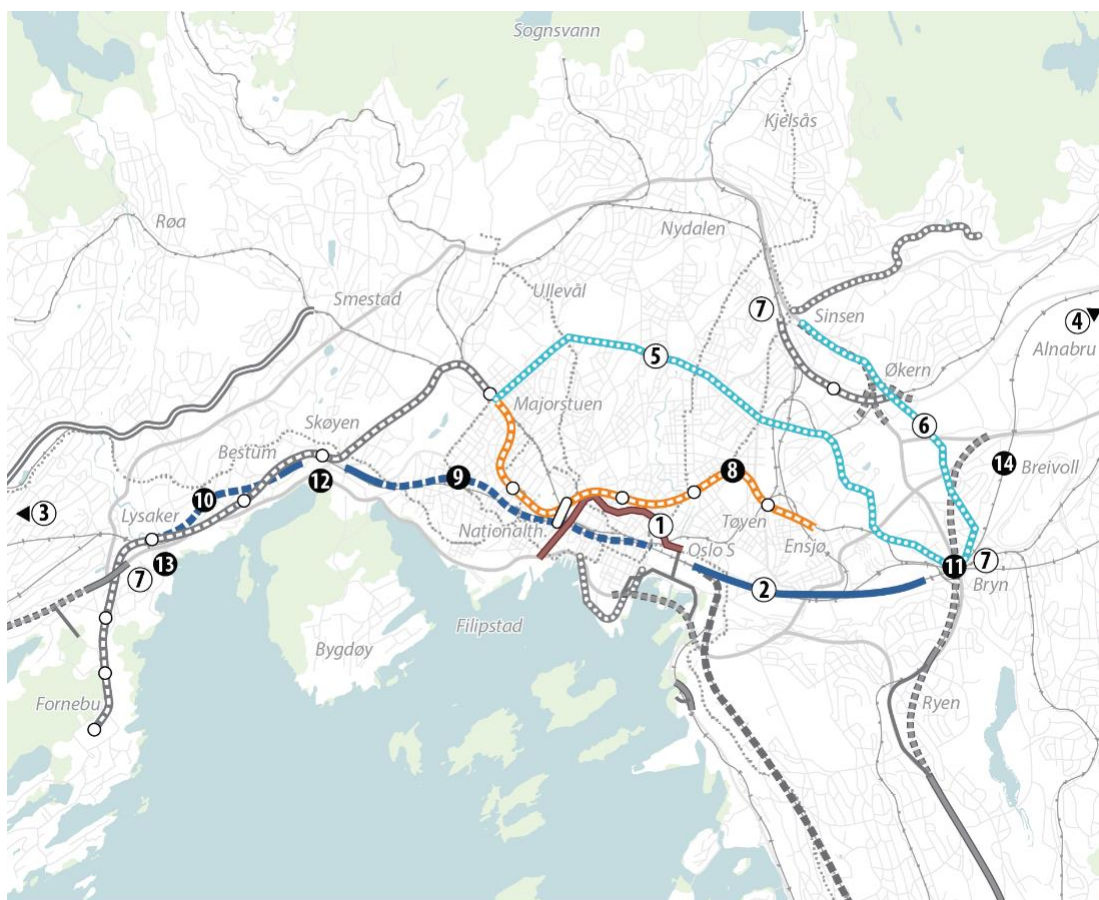 Sognsvann
Kjelsås
Røa
Nydalen
Ullevål
Smestad
7
Sinsen
4
Alnabru
5
Økern
Majorstuen
Skøyen
6
Bestum
9
8
14
Breivoll
12
10
3
Lysaker
Nationalth.
1
Tøyen
Oslo S
Ensjø
13
7
11
7
Bryn
2
Filipstad
Bygdøy
Fornebu
Ryen